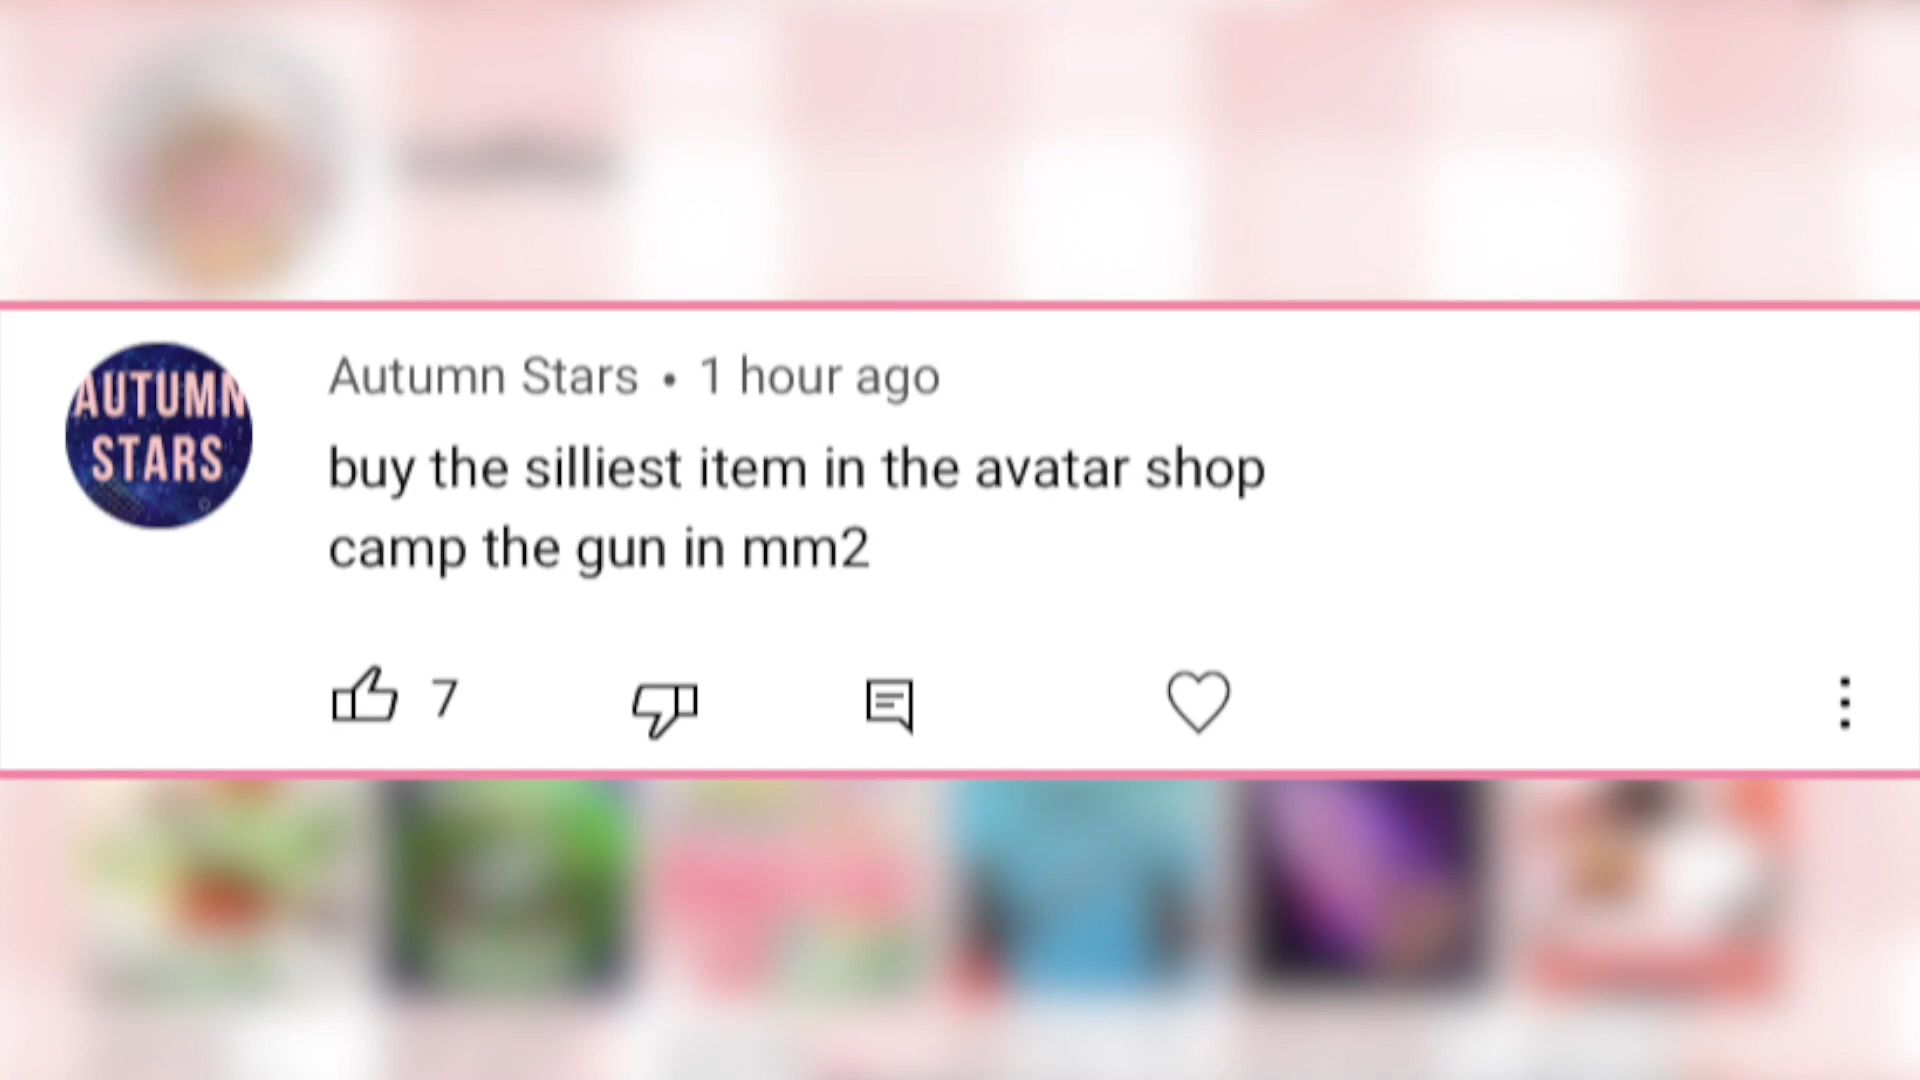 AUTUMN
STARS
Autumn Stars • 1 hour ago
buy the silliest item in the avatar shop
camp the gun in mm2
7